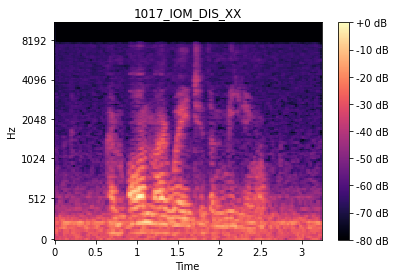 1017_IOM_DIS_XX
+0 dB
8192
-10 dB
4096
-20 dB
-30 dB
2048
Hz
-40 dB
1024
-50 dB
512
-60 dB
-70 dB
0
-80 dB
0 0.5 1 1.5 2 2.5 3
Time